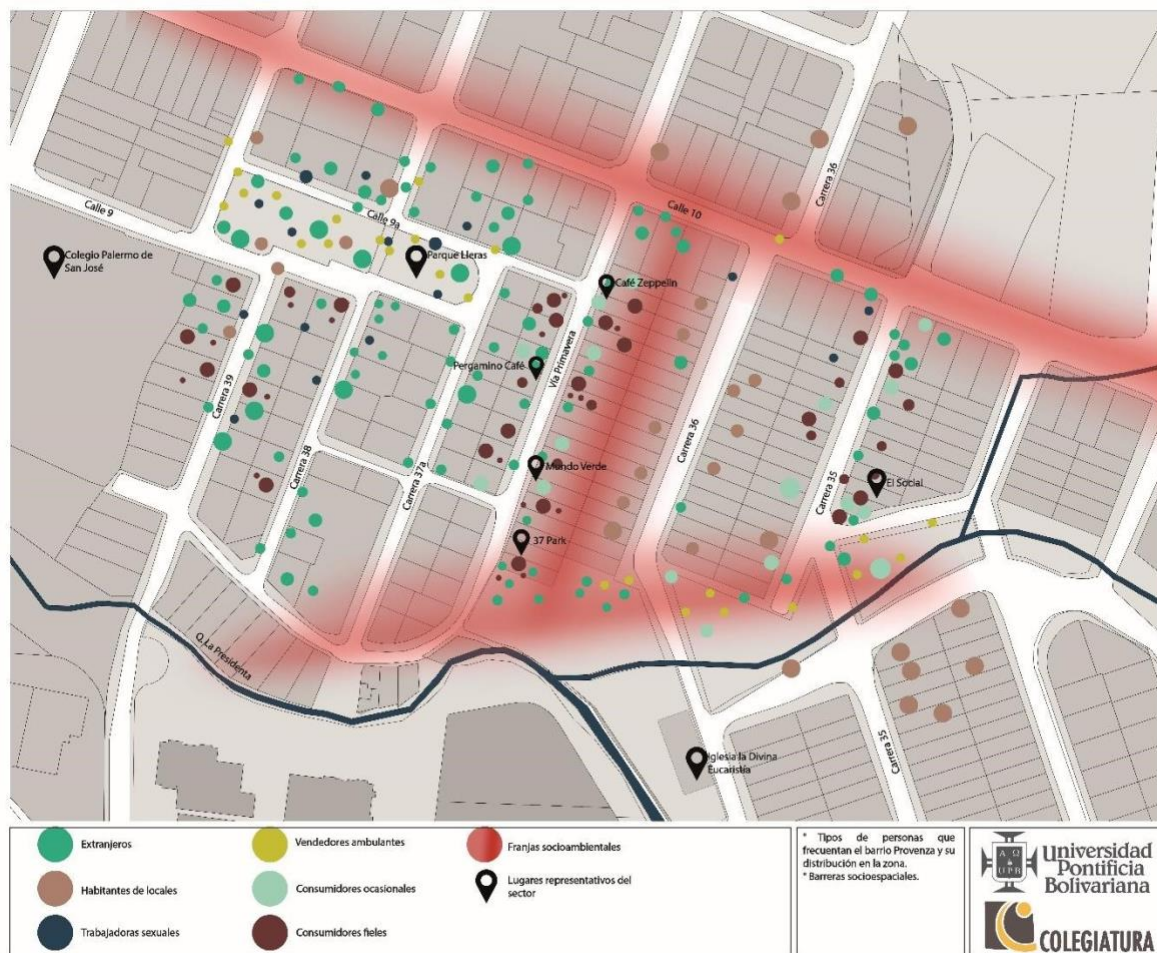 Carrera 36
Calle 10
Calle 9
Calle 9a
Colegio Palermo de
San José
Parque Lleras
Café Zeppelin
Pergamino Café
Vía Primavera
Carrera 39
Carrera 38
Carrera 37a
Mundo Verde
Carrera 36
Carrera 35
El Social
37 Park
Q. La Presidenta
Iglesia la Divina
Eucaristía
Carrera 35
Extranjeros
Habitantes de locales
Trabajadoras sexuales
Vendedores ambulantes
Consumidores ocasionales
Consumidores fieles
Franjas socioambientales
Lugares representativos del
sector
* Tipos de personas que
frecuentan el barrio Provenza y su
distribución en la zona.
* Barreras socioespaciales.
A Ω
U P B
Universidad
Pontificia
Bolivariana
COLEGIATURA